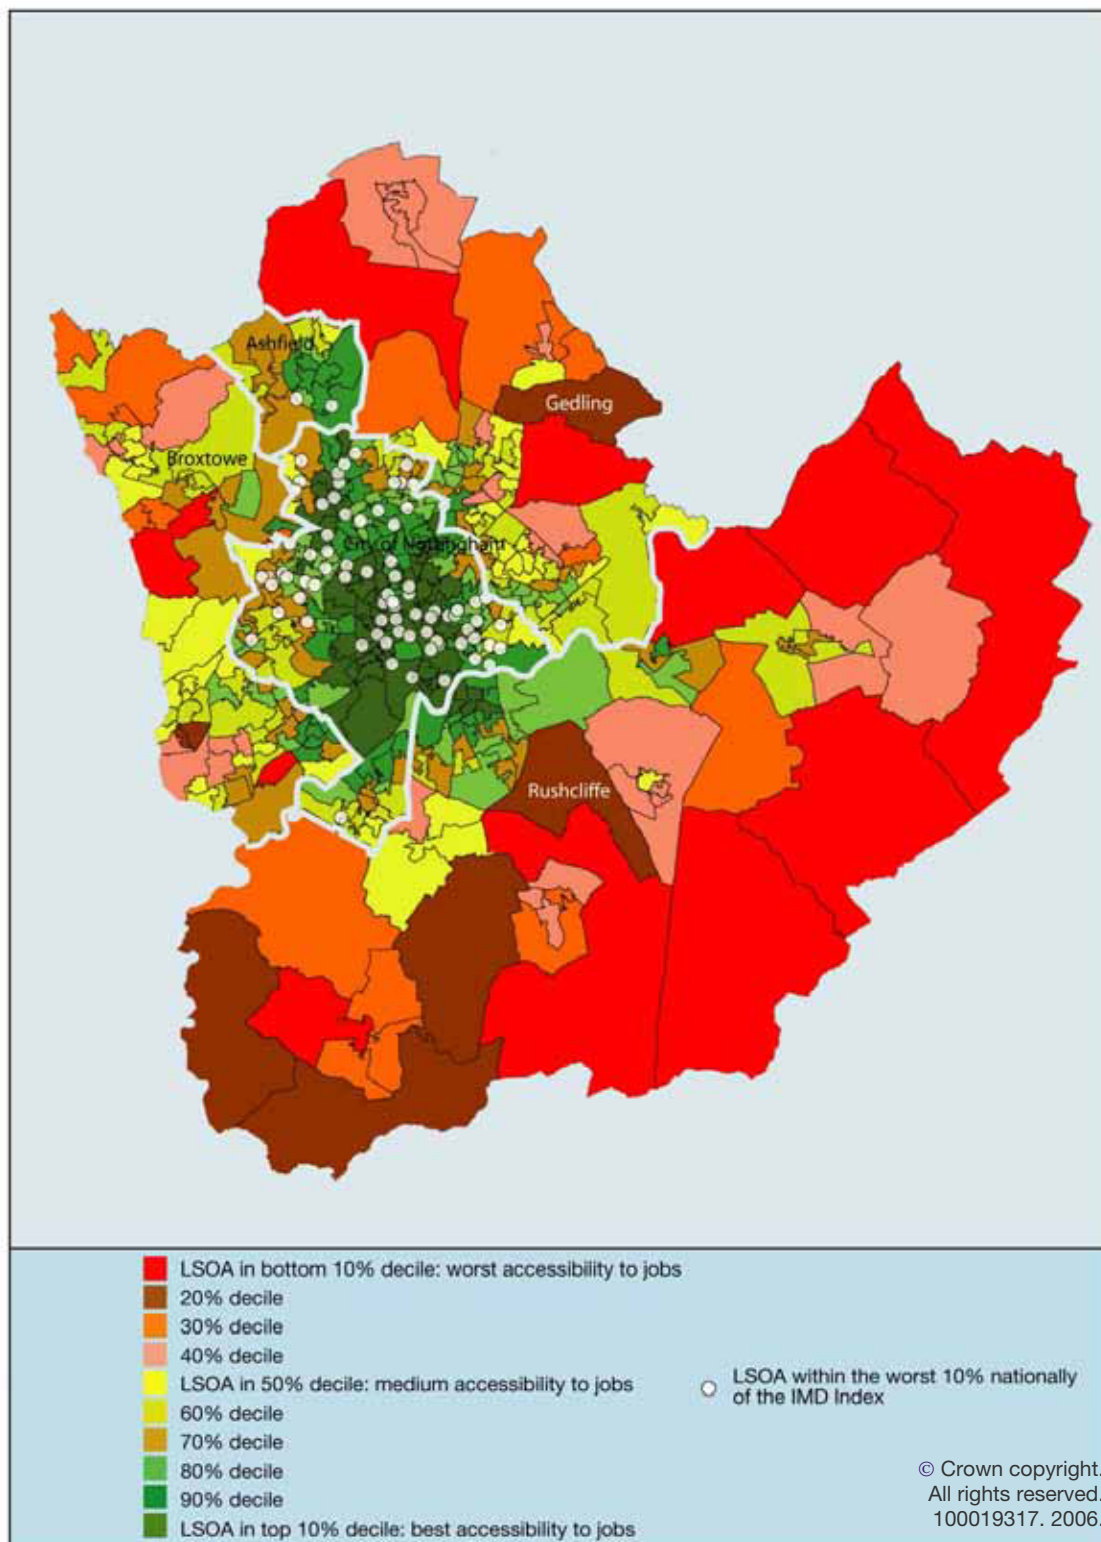 Ashfield
Gedling
Broxtowe
City of Nottingham
Rushcliffe
LSOA in bottom 10% decile: worst accessibility to jobs
20% decile
30% decile
40% decile
LSOA in 50% decile: medium accessibility to jobs
60% decile
70% decile
80% decile
90% decile
LSOA in top 10% decile: best accessibility to jobs
LSOA within the worst 10% nationally
of the IMD Index
© Crown copyright.
All rights reserved.
100019317. 2006.